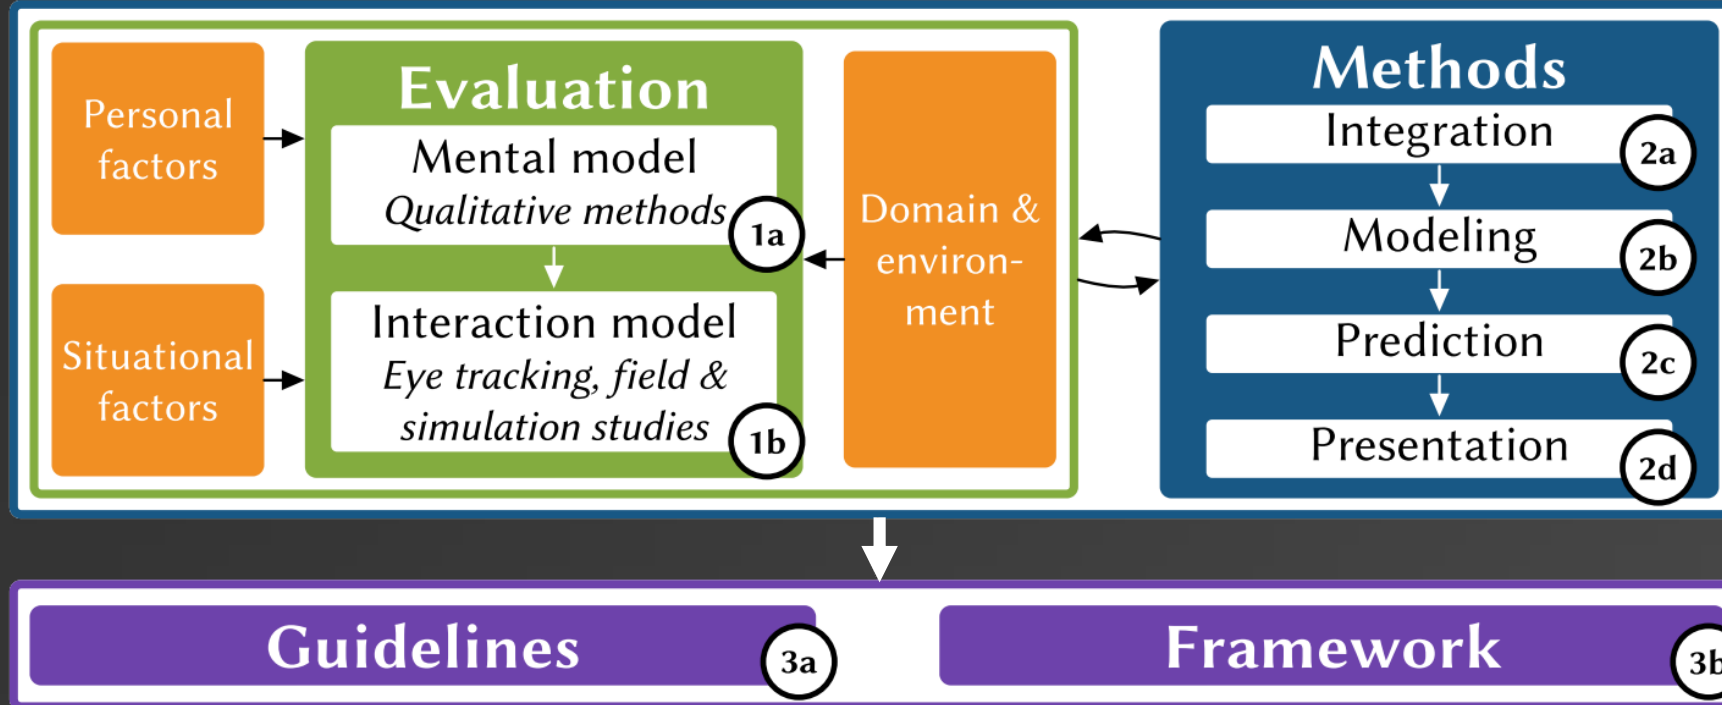 Personal
factors
Situational
factors
Evaluation
Mental model
Qualitative methods
1a
Interaction model
Eye tracking, field &
simulation studies
1b
Domain &
environ-
ment
Methods
Integration
2a
Modeling
2b
Prediction
2c
Presentation
2d
Guidelines
3a
Framework
3b